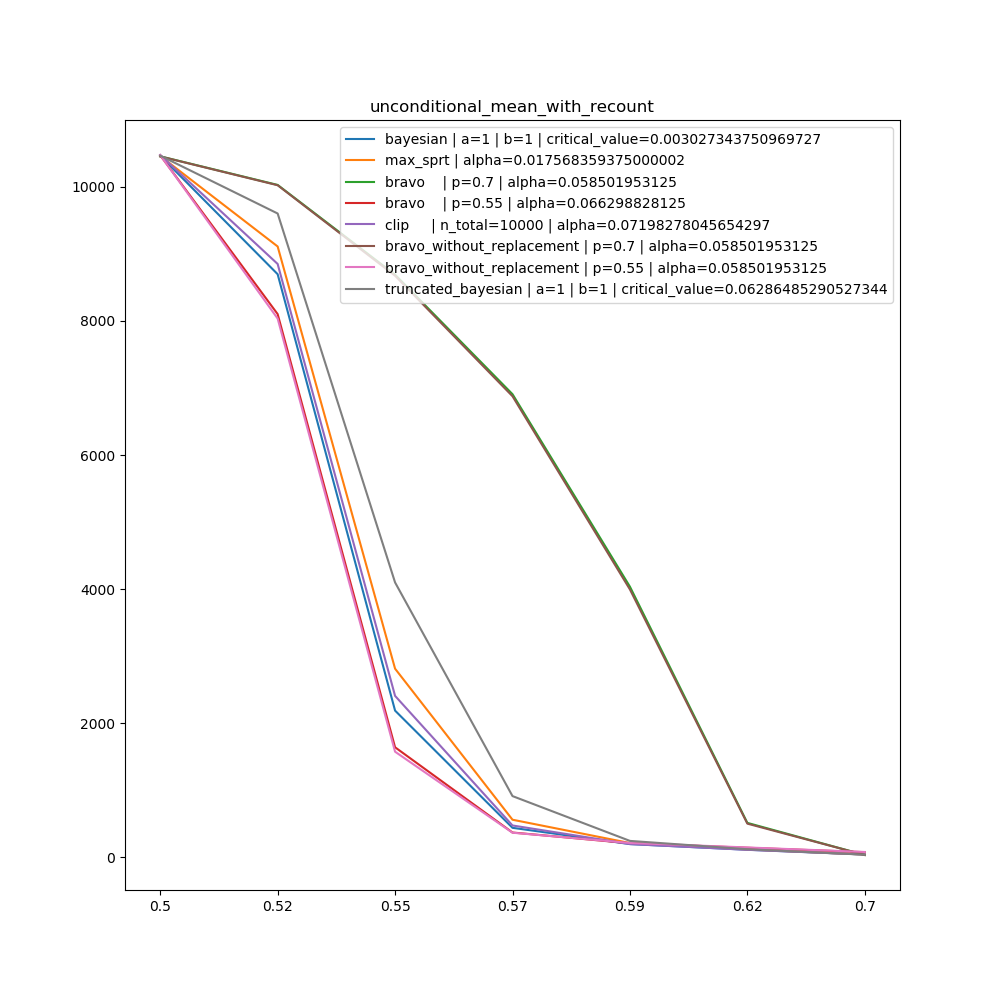 unconditional_mean_with_recount
bayesian | a=1 | b=1 | critical_value=0.003027343750969727
max_sprt | alpha=0.017568359375000002
bravo    | p=0.7 | alpha=0.058501953125
bravo    | p=0.55 | alpha=0.066298828125
clip     | n_total=10000 | alpha=0.07198278045654297
bravo_without_replacement | p=0.7 | alpha=0.058501953125
bravo_without_replacement | p=0.55 | alpha=0.058501953125
truncated_bayesian | a=1 | b=1 | critical_value=0.06286485290527344
10000
8000
6000
4000
2000
0
0.5 0.52 0.55 0.57 0.59 0.62 0.7